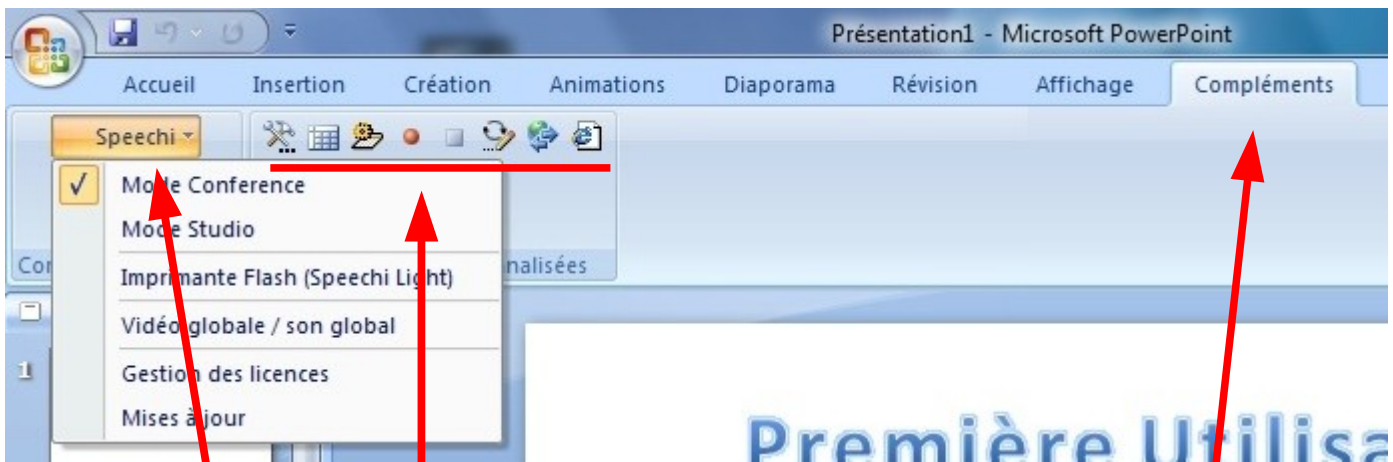 Présentation1 - Microsoft PowerPoint
Accueil Insertion Création Animations Diaporama Révision Affichage Compléments
Speechi
Mode Conference
Mode Studio
Imprimante Flash (Speechi Light)
nalisées
Vidéo globale / son global
1
Gestion des licences
Mises à jour
Première